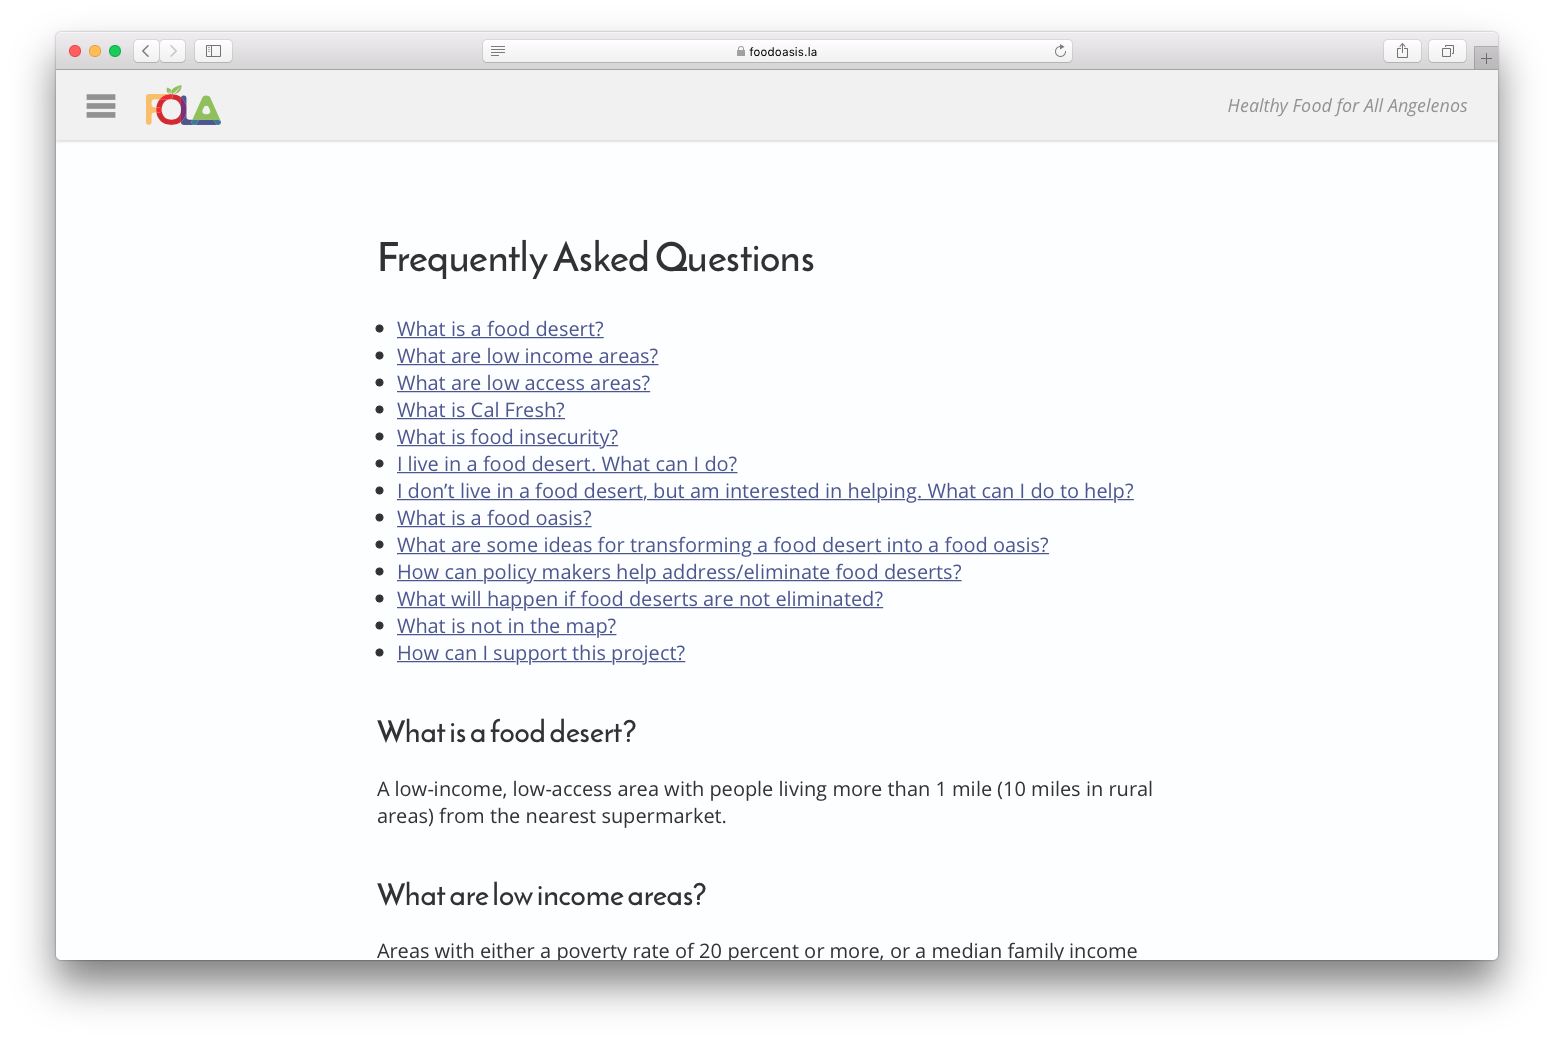 foodoasis.la
FOLA
Healthy Food for All Angelenos
Frequently Asked Questions
What is a food desert?
What are low income areas?
What are low access areas?
What is Cal Fresh?
What is food insecurity?
I live in a food desert. What can I do?
I don’t live in a food desert, but am interested in helping. What can I do to help?
What is a food oasis?
What are some ideas for transforming a food desert into a food oasis?
How can policy makers help address/eliminate food deserts?
What will happen if food deserts are not eliminated?
What is not in the map?
How can I support this project?
What is a food desert?
A low-income, low-access area with people living more than 1 mile (10 miles in rural
areas) from the nearest supermarket.
What are low income areas?
Areas with either a poverty rate of 20 percent or more, or a median family income